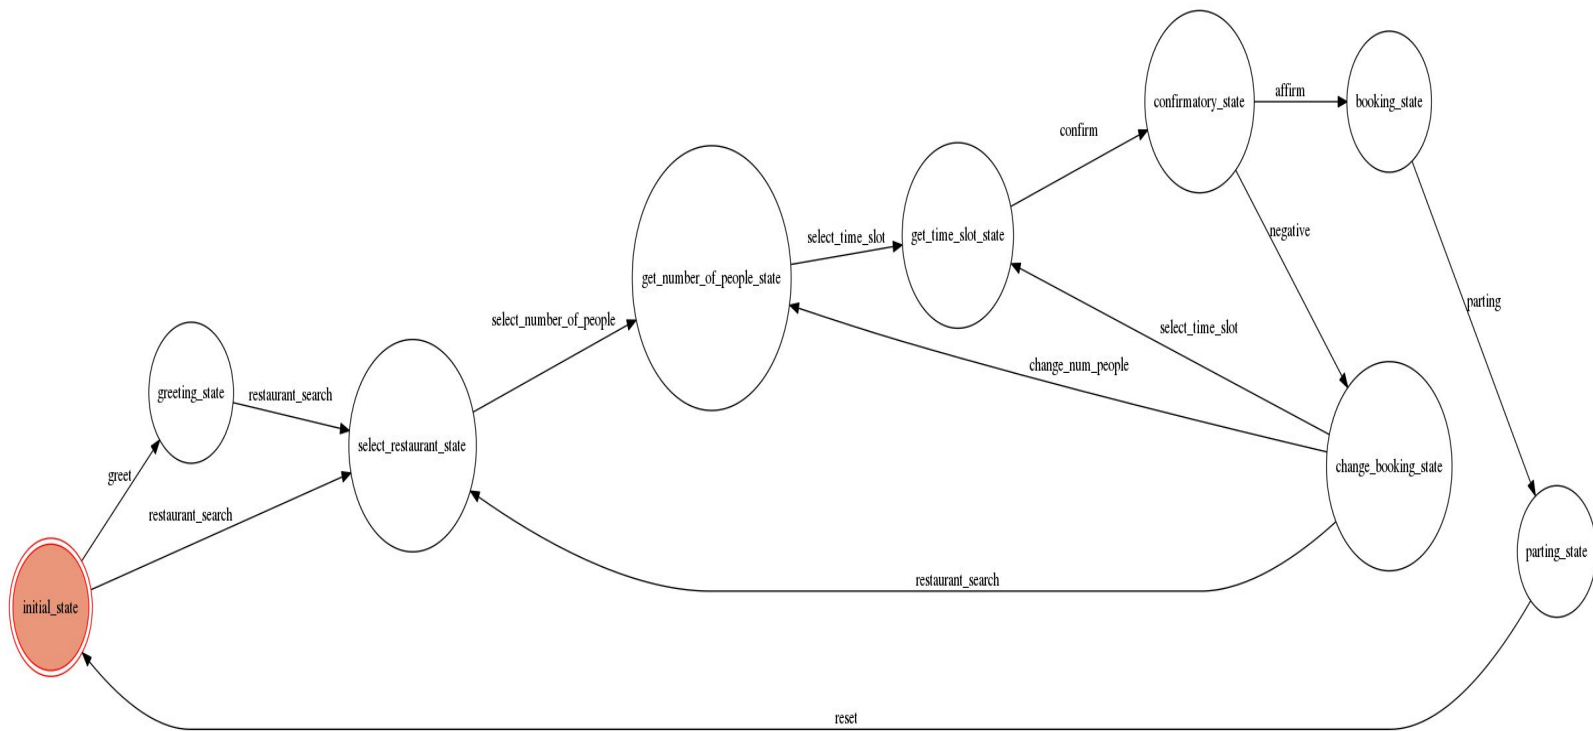 confirmatory_state
affirm
booking_state
confirm
negative
select_time_slot
get_time_slot_state
get_number_of_people_state
parting
select_number_of_people
select_time_slot
change_num_people
greeting_state
restaurant_search
select_restaurant_state
change_booking_state
greet
restaurant_search
parting_state
restaurant_search
initial_state
reset